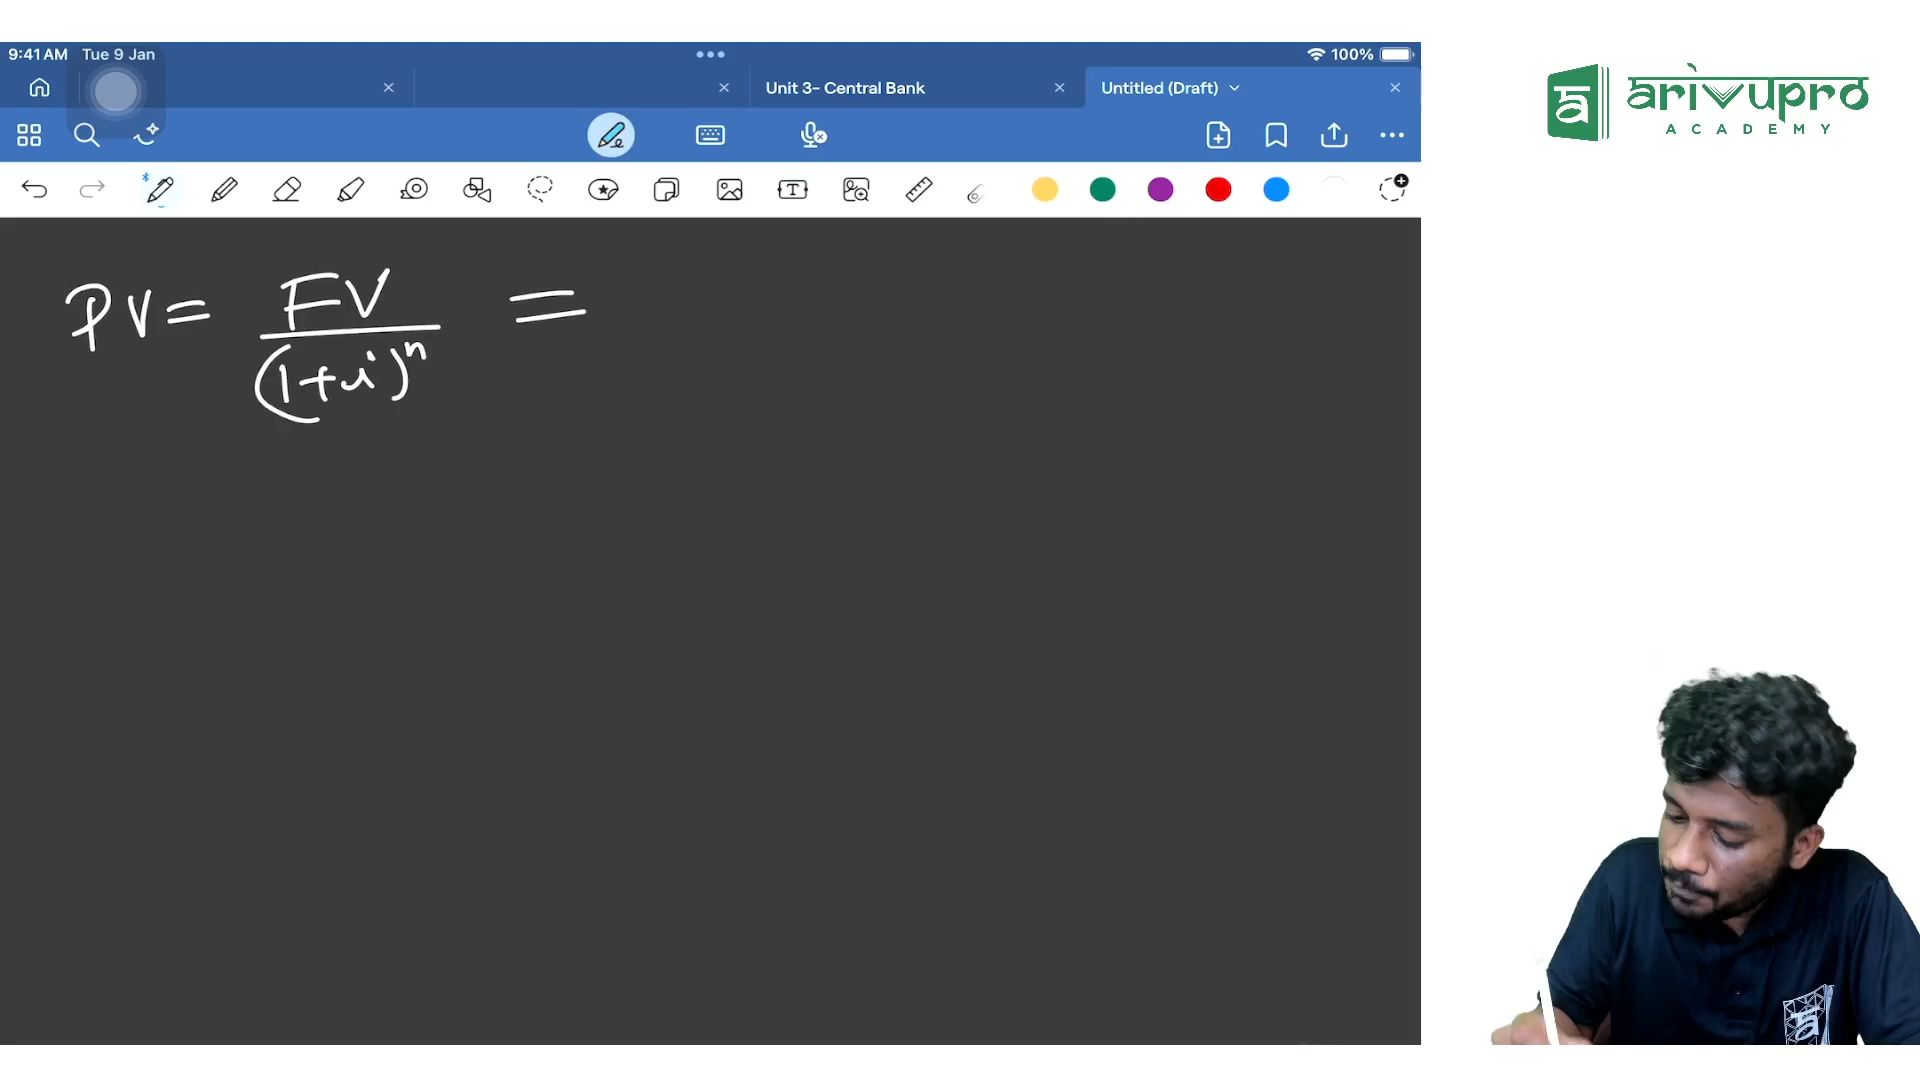 9:41 AM Tue 9 Jan
100%
Unit 3- Central Bank
Untitled (Draft)
arivupro
ACADEMY
PV = FV / (1+i)^n =